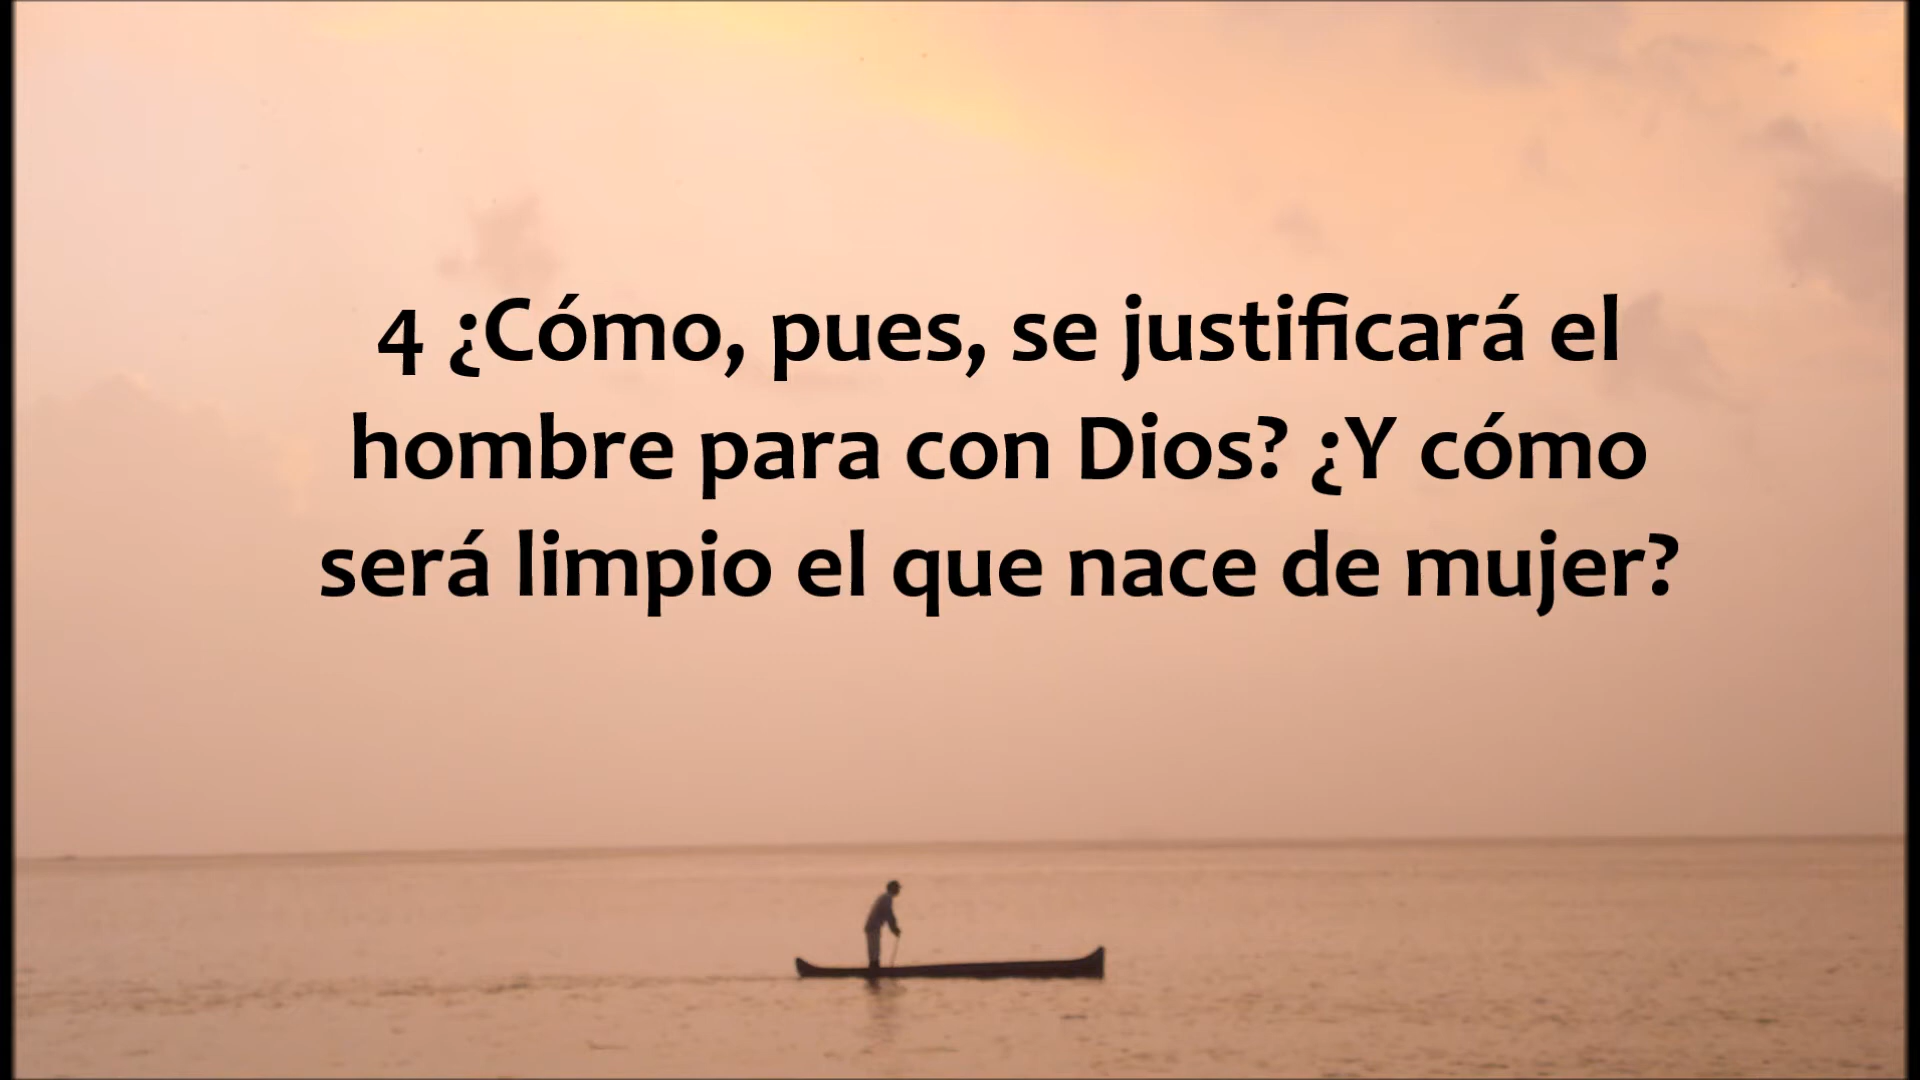 4 ¿Cómo, pues, se justificará el
hombre para con Dios? ¿Y cómo
será limpio el que nace de mujer?